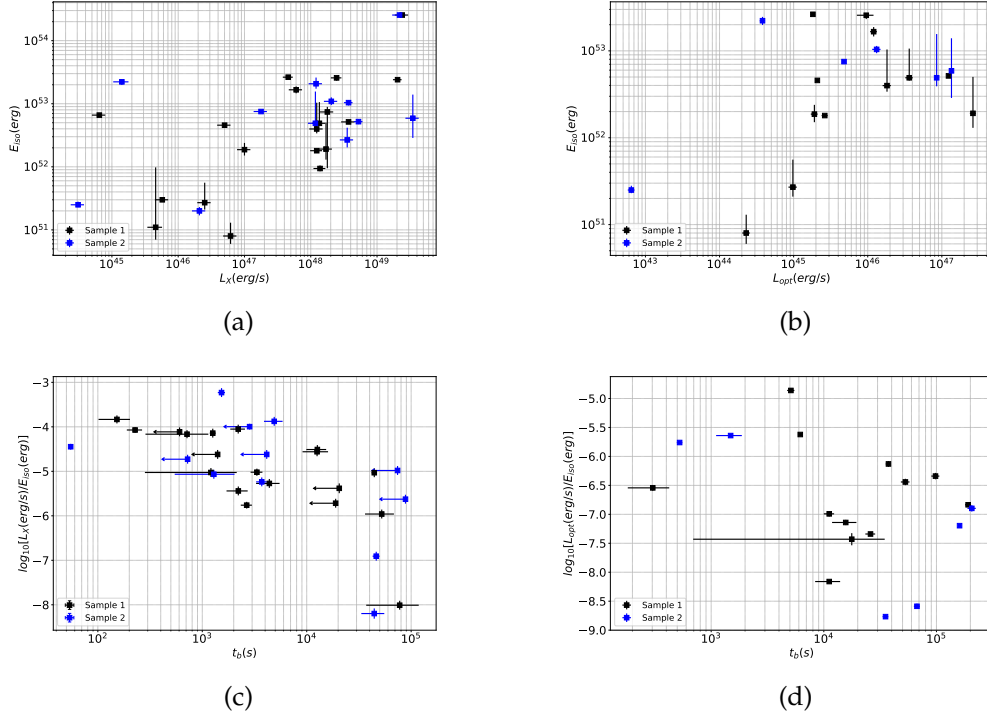 10^54
10^53
10^52
10^51
E_iso(erg)
Sample 1
Sample 2
10^45 10^46 10^47 10^48 10^49
L_X(erg/s)
(a)
10^53
10^52
10^51
E_iso(erg)
Sample 1
Sample 2
10^43 10^44 10^45 10^46 10^47
L_opt(erg/s)
(b)
−3
−4
−5
−6
−7
−8
log_10[L_X(erg/s)/E_iso(erg)]
Sample 1
Sample 2
10^2 10^3 10^4 10^5
t_b(s)
(c)
−5.0
−5.5
−6.0
−6.5
−7.0
−7.5
−8.0
−8.5
−9.0
log_10[L_opt(erg/s)/E_iso(erg)]
Sample 1
Sample 2
10^3 10^4 10^5
t_b(s)
(d)